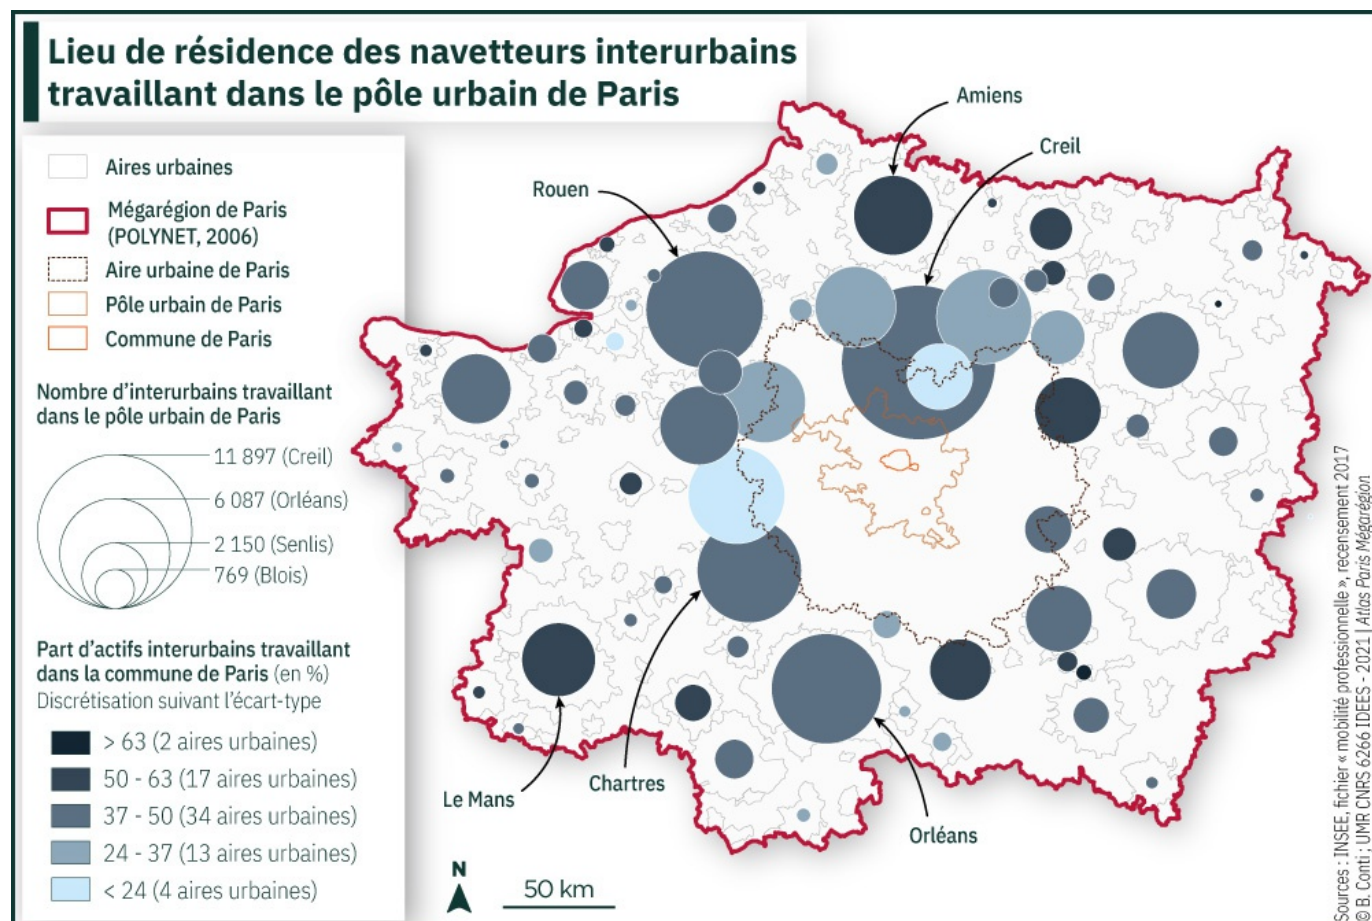 Lieu de résidence des navetteurs interurbains
travaillant dans le pôle urbain de Paris
Aires urbaines
Mégarégion de Paris
(POLYNET, 2006)
Aire urbaine de Paris
Pôle urbain de Paris
Commune de Paris
Nombre d'interurbains travaillant
dans le pôle urbain de Paris
11 897 (Creil)
6 087 (Orléans)
2 150 (Senlis)
769 (Blois)
Part d'actifs interurbains travaillant
dans la commune de Paris (en %)
Discrétisation suivant l'écart-type
> 63 (2 aires urbaines)
50 - 63 (17 aires urbaines)
37 - 50 (34 aires urbaines)
24 - 37 (13 aires urbaines)
< 24 (4 aires urbaines)
Amiens
Creil
Rouen
Le Mans
Chartres
Orléans
N
50 km
Sources : INSEE, fichier « mobilité professionnelle », recensement 2017
© B. Conti ; UMR CNRS 6266 IDEES - 2021 | Atlas Paris Mégarégion